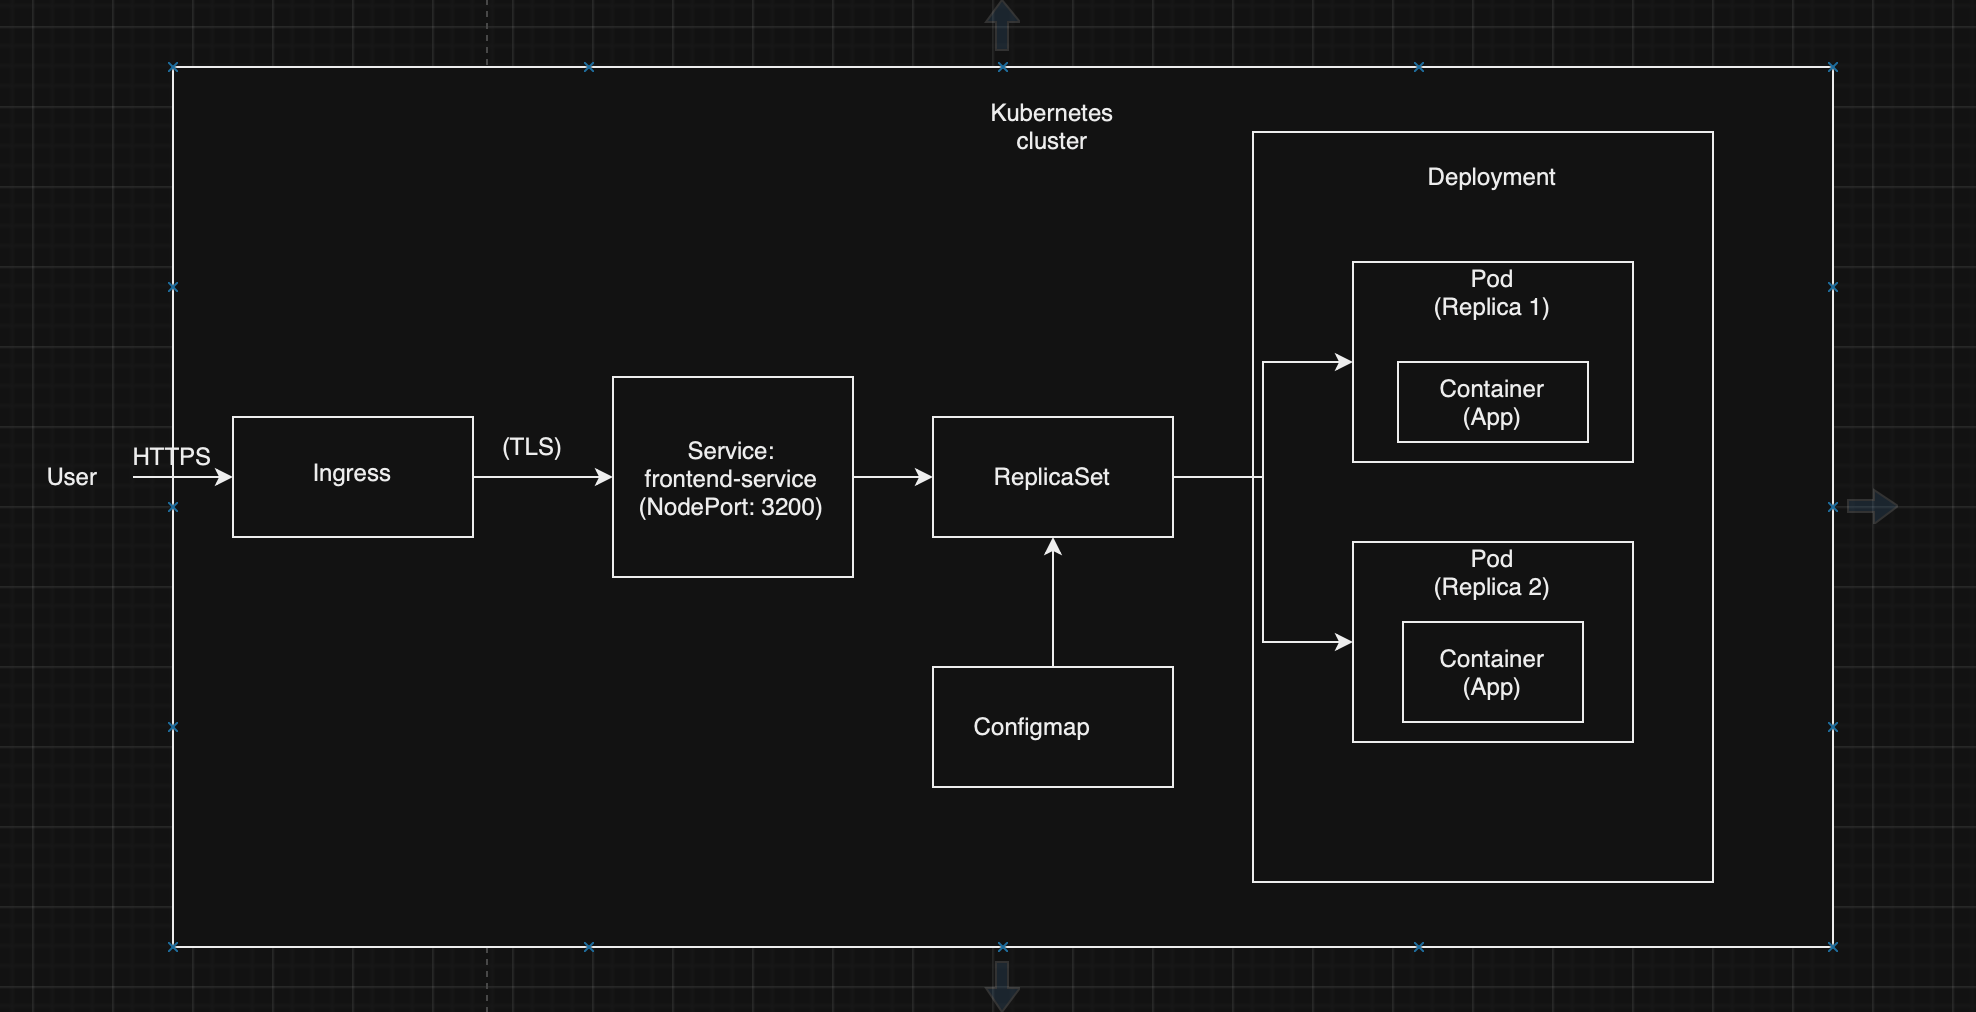 Kubernetes
cluster
Deployment
Pod
(Replica 1)
Container
(App)
User
HTTPS
Ingress
(TLS)
Service:
frontend-service
(NodePort: 3200)
ReplicaSet
Pod
(Replica 2)
Container
(App)
Configmap